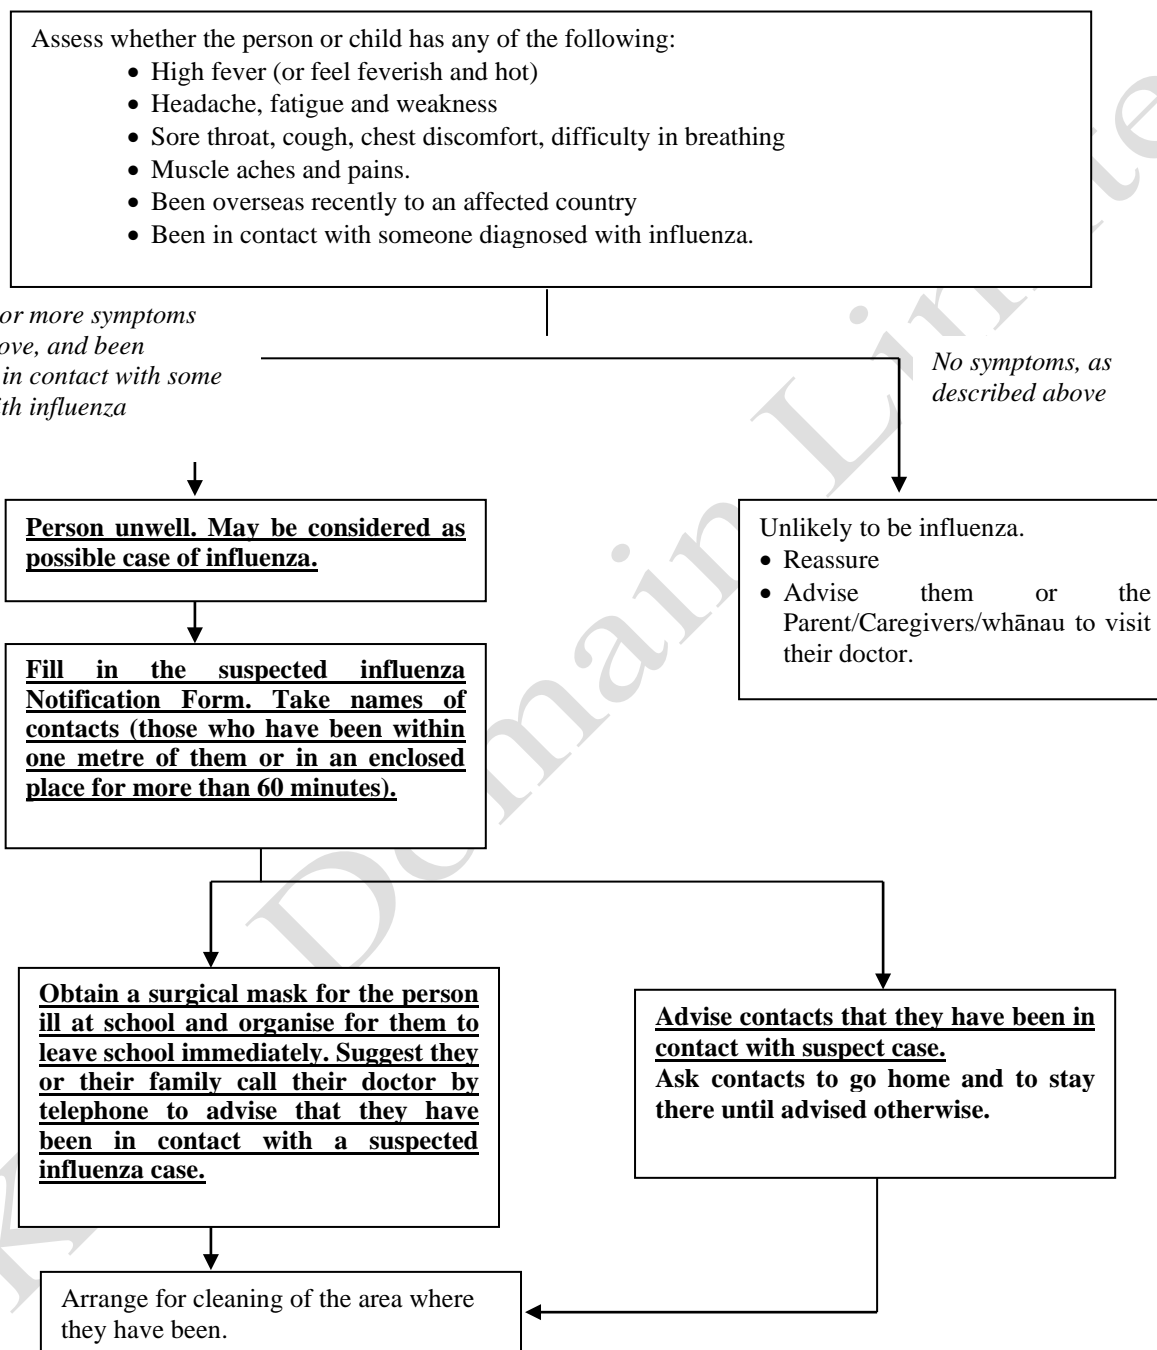 Assess whether the person or child has any of the following:
• High fever (or feel feverish and hot)
• Headache, fatigue and weakness
• Sore throat, cough, chest discomfort, difficulty in breathing
• Muscle aches and pains.
• Been overseas recently to an affected country
• Been in contact with someone diagnosed with influenza.
or more symptoms
ove, and been
in contact with some
ith influenza
No symptoms, as
described above
Person unwell. May be considered as
possible case of influenza.
Unlikely to be influenza.
• Reassure
• Advise them or the
Parent/Caregivers/whānau to visit
their doctor.
Fill in the suspected influenza
Notification Form. Take names of
contacts (those who have been within
one metre of them or in an enclosed
place for more than 60 minutes).
Obtain a surgical mask for the person
ill at school and organise for them to
leave school immediately. Suggest they
or their family call their doctor by
telephone to advise that they have
been in contact with a suspected
influenza case.
Advise contacts that they have been in
contact with suspect case.
Ask contacts to go home and to stay
there until advised otherwise.
Arrange for cleaning of the area where
they have been.
K Domain Limite